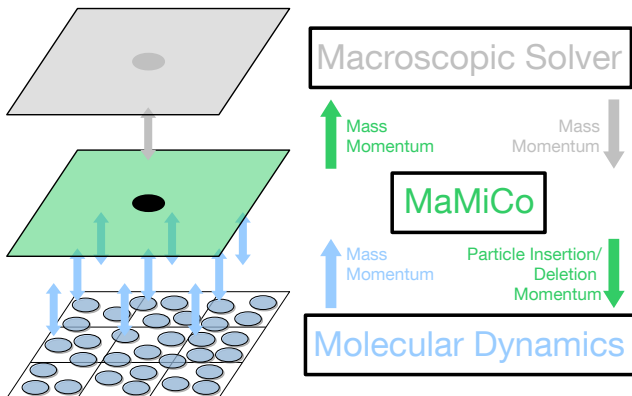 Macroscopic Solver
Mass
Momentum
Mass
Momentum
MaMiCo
Mass
Momentum
Particle Insertion/
Deletion
Momentum
Molecular Dynamics